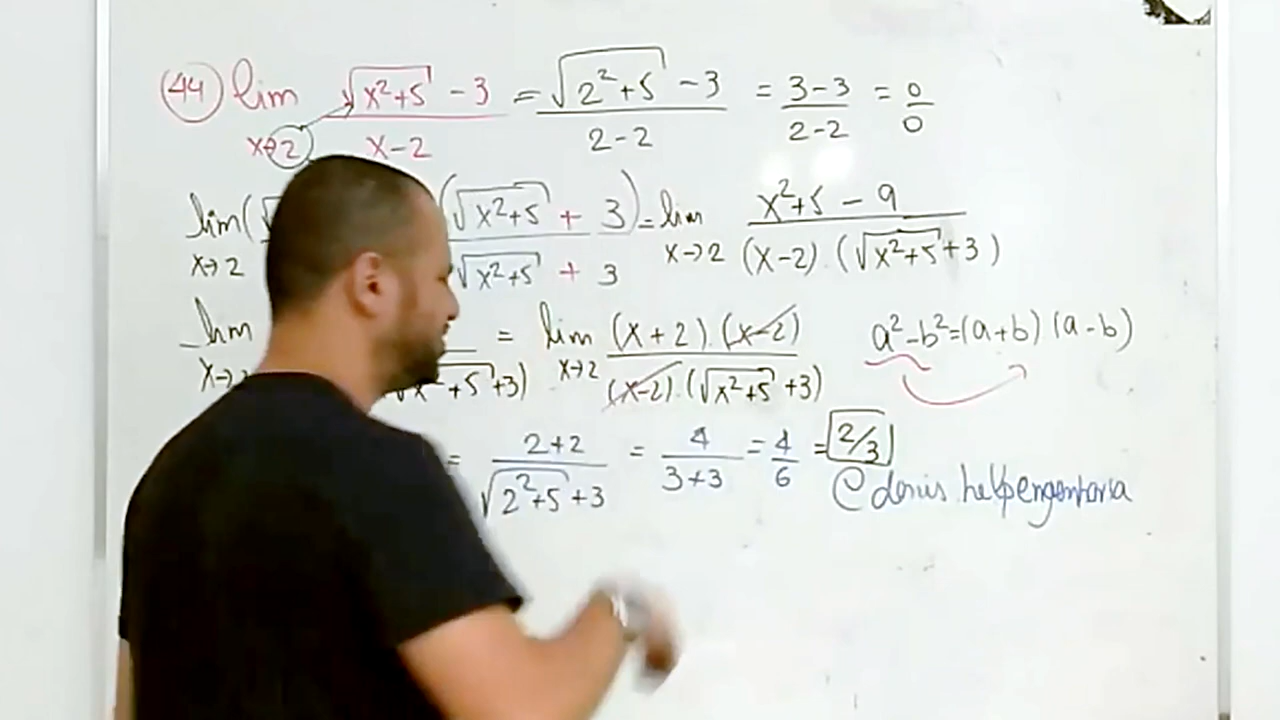 44) lim x→2 (√(x²+5) - 3)/(x-2) = (√(2²+5) - 3)/(2-2) = (3-3)/(2-2) = 0/0
lim x→2 (√ (√(x²+5) + 3)/(√(x²+5) + 3) = lim x→2 (x²+5-9)/((x-2).(√(x²+5)+3))
lim x→ √(x²+5)+3) = lim x→2 ((x+2).(x-2))/((x-2).(√(x²+5)+3)) a²-b²=(a+b)(a-b)
= (2+2)/(√(2²+5)+3) = 4/(3+3) = 4/6 = 2/3
@denis.helpengenharia